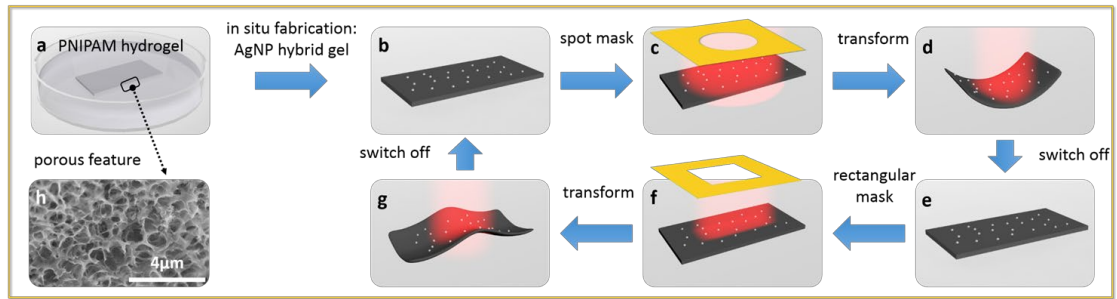 a PNIPAM hydrogel
in situ fabrication:
AgNP hybrid gel
b
spot mask
c
transform
d
porous feature
switch off
switch off
h
4μm
g
transform
f
rectangular
mask
e